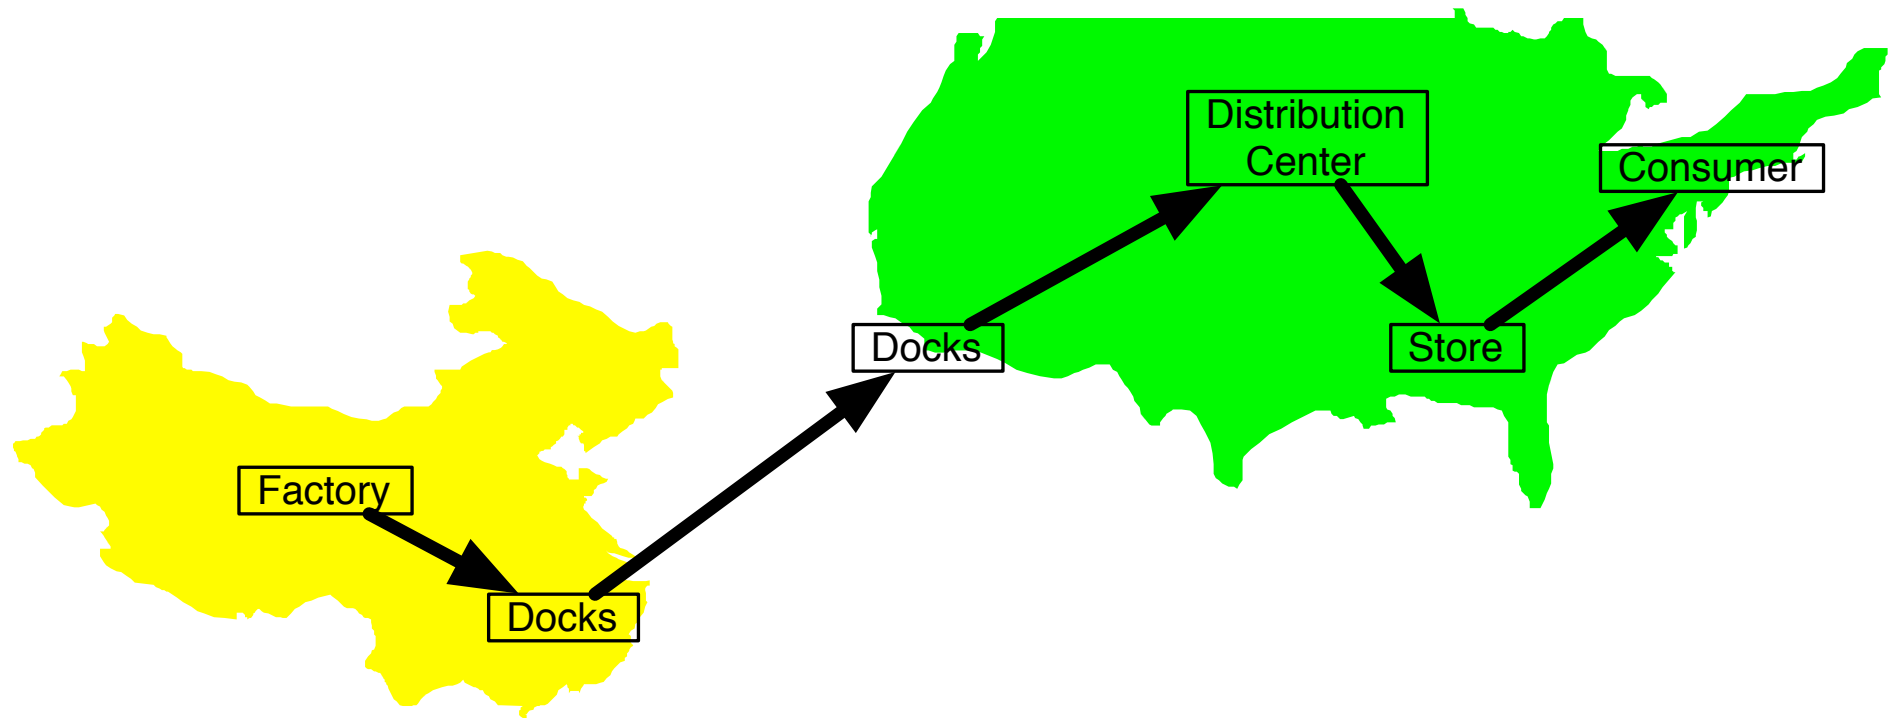 Factory
Docks
Docks
Distribution
Center
Store
Consumer